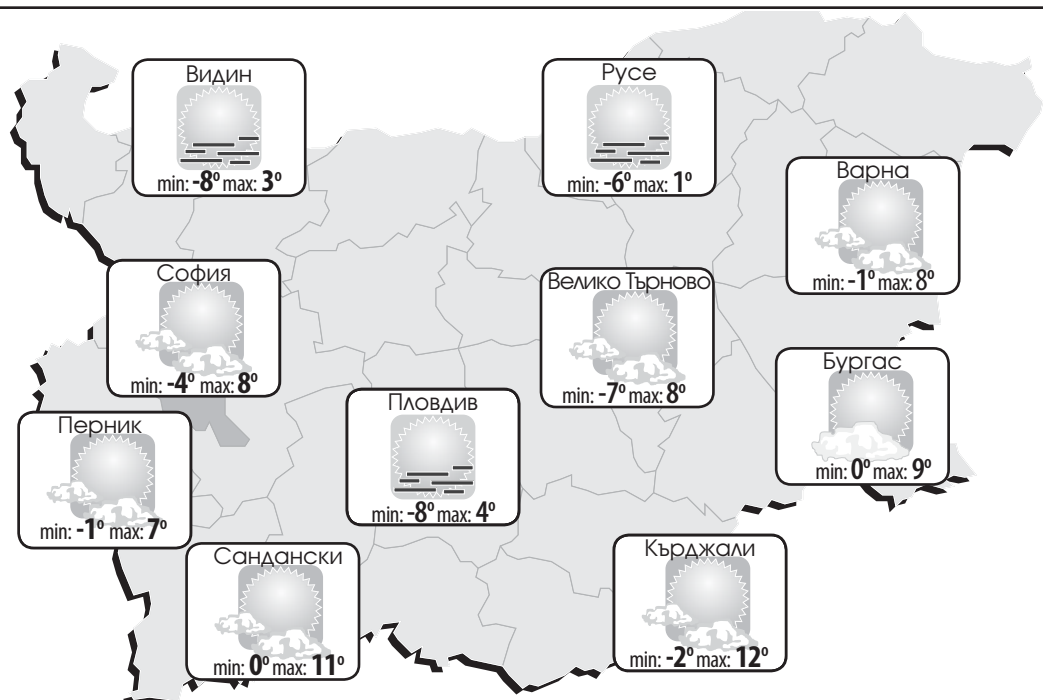 Видин
min: -8° max: 3°
Русе
min: -6° max: 1°
Варна
min: -1° max: 8°
София
min: -4° max: 8°
Велико Търново
min: -7° max: 8°
Бургас
min: 0° max: 9°
Пловдив
min: -8° max: 4°
Перник
min: -1° max: 7°
Сандански
min: 0° max: 11°
Кърджали
min: -2° max: 12°